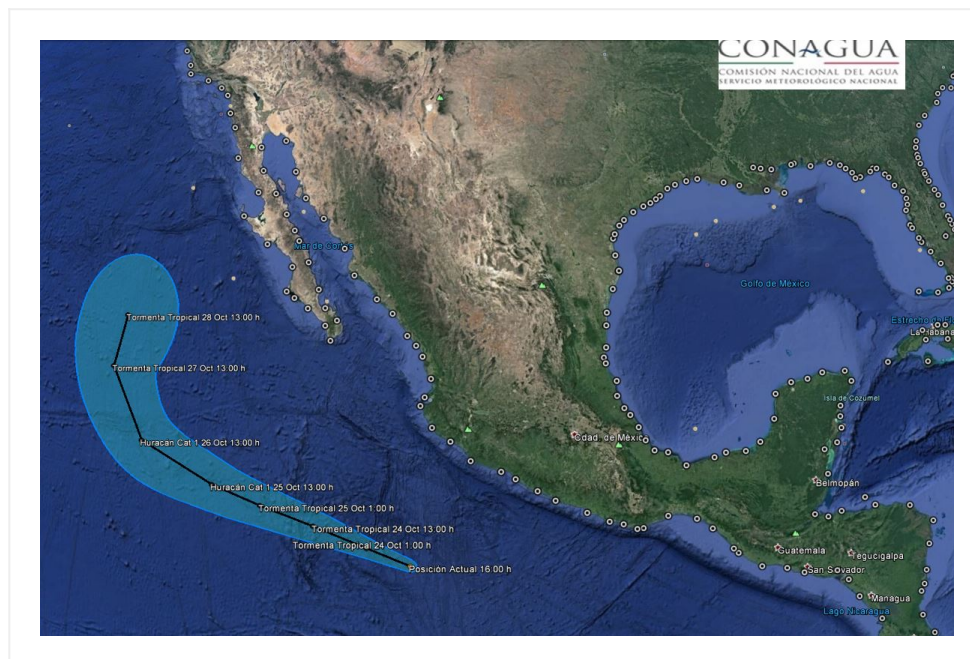 CONAGUA
COMISIÓN NACIONAL DEL AGUA
SERVICIO METEOROLÓGICO NACIONAL
Mar de Cortés
Golfo de México
Estrecho de
La Habana
Tormenta Tropical 28 Oct 13:00 h
Tormenta Tropical 27 Oct 13:00 h
Isla de Cozumel
Huracán Cat 1 26 Oct 13:00 h
Cdad. de Méxic
Huracán Cat 1 25 Oct 13:00 h
Belmopán
Tormenta Tropical 25 Oct 1:00 h
Tormenta Tropical 24 Oct 13:00 h
Tormenta Tropical 24 Oct 1:00 h
Guatemala
Tegucigalpa
Posición Actual 16:00 h
San Salvador
Managua
Lago Nicaragua